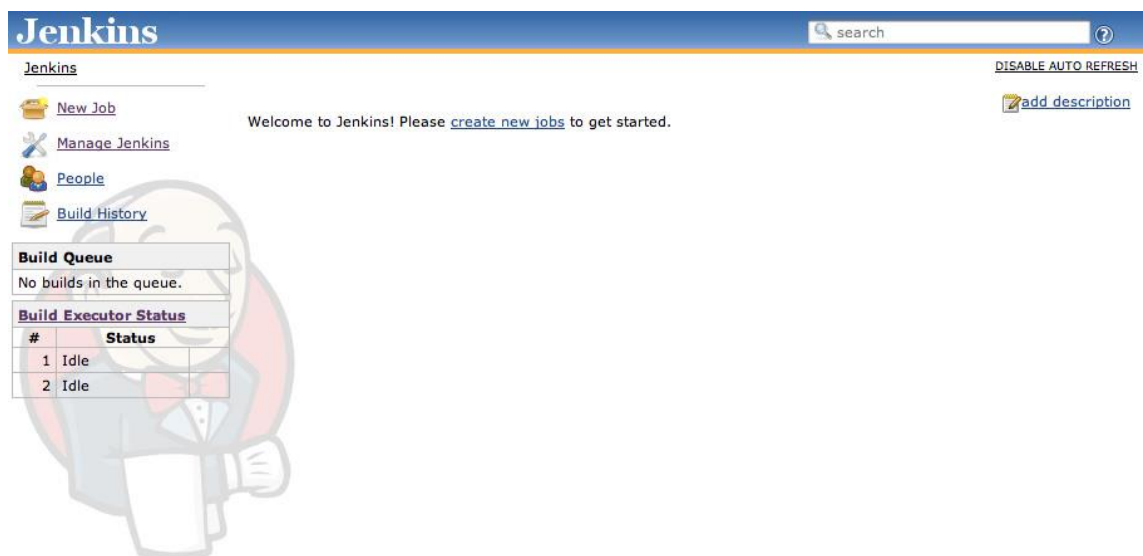 Jenkins
search
?
Jenkins
DISABLE AUTO REFRESH
New Job
add description
Welcome to Jenkins! Please create new jobs to get started.
Manage Jenkins
People
Build History
Build Queue
No builds in the queue.
Build Executor Status
# Status
1 Idle
2 Idle